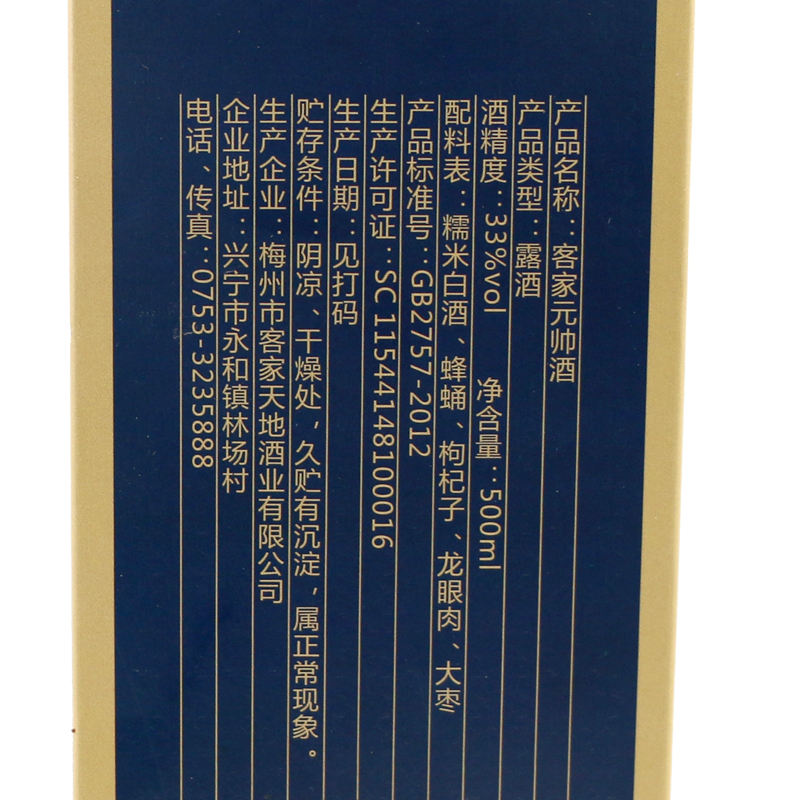 产品名称：客家元帅酒
产品类型：露酒
酒精度：33%vol 净含量：500ml
配料表：糯米白酒、蜂蛹、枸杞子、龙眼肉、大枣
产品标准号：GB2757-2012
生产许可证：SC11544148100016
生产日期：见打码
贮存条件：阴凉、干燥处，久贮有沉淀，属正常现象。
生产企业：梅州市客家天地酒业有限公司
企业地址：兴宁市永和镇林场村
电话、传真：0753-3235888